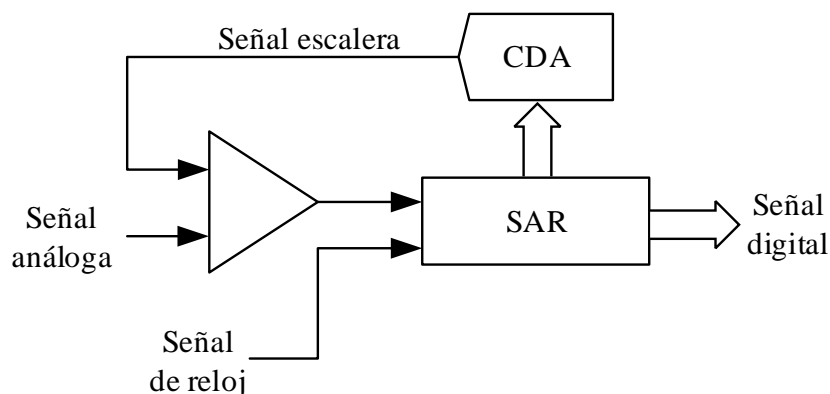 Señal escalera
CDA
Señal
análoga
SAR
Señal
digital
Señal
de reloj